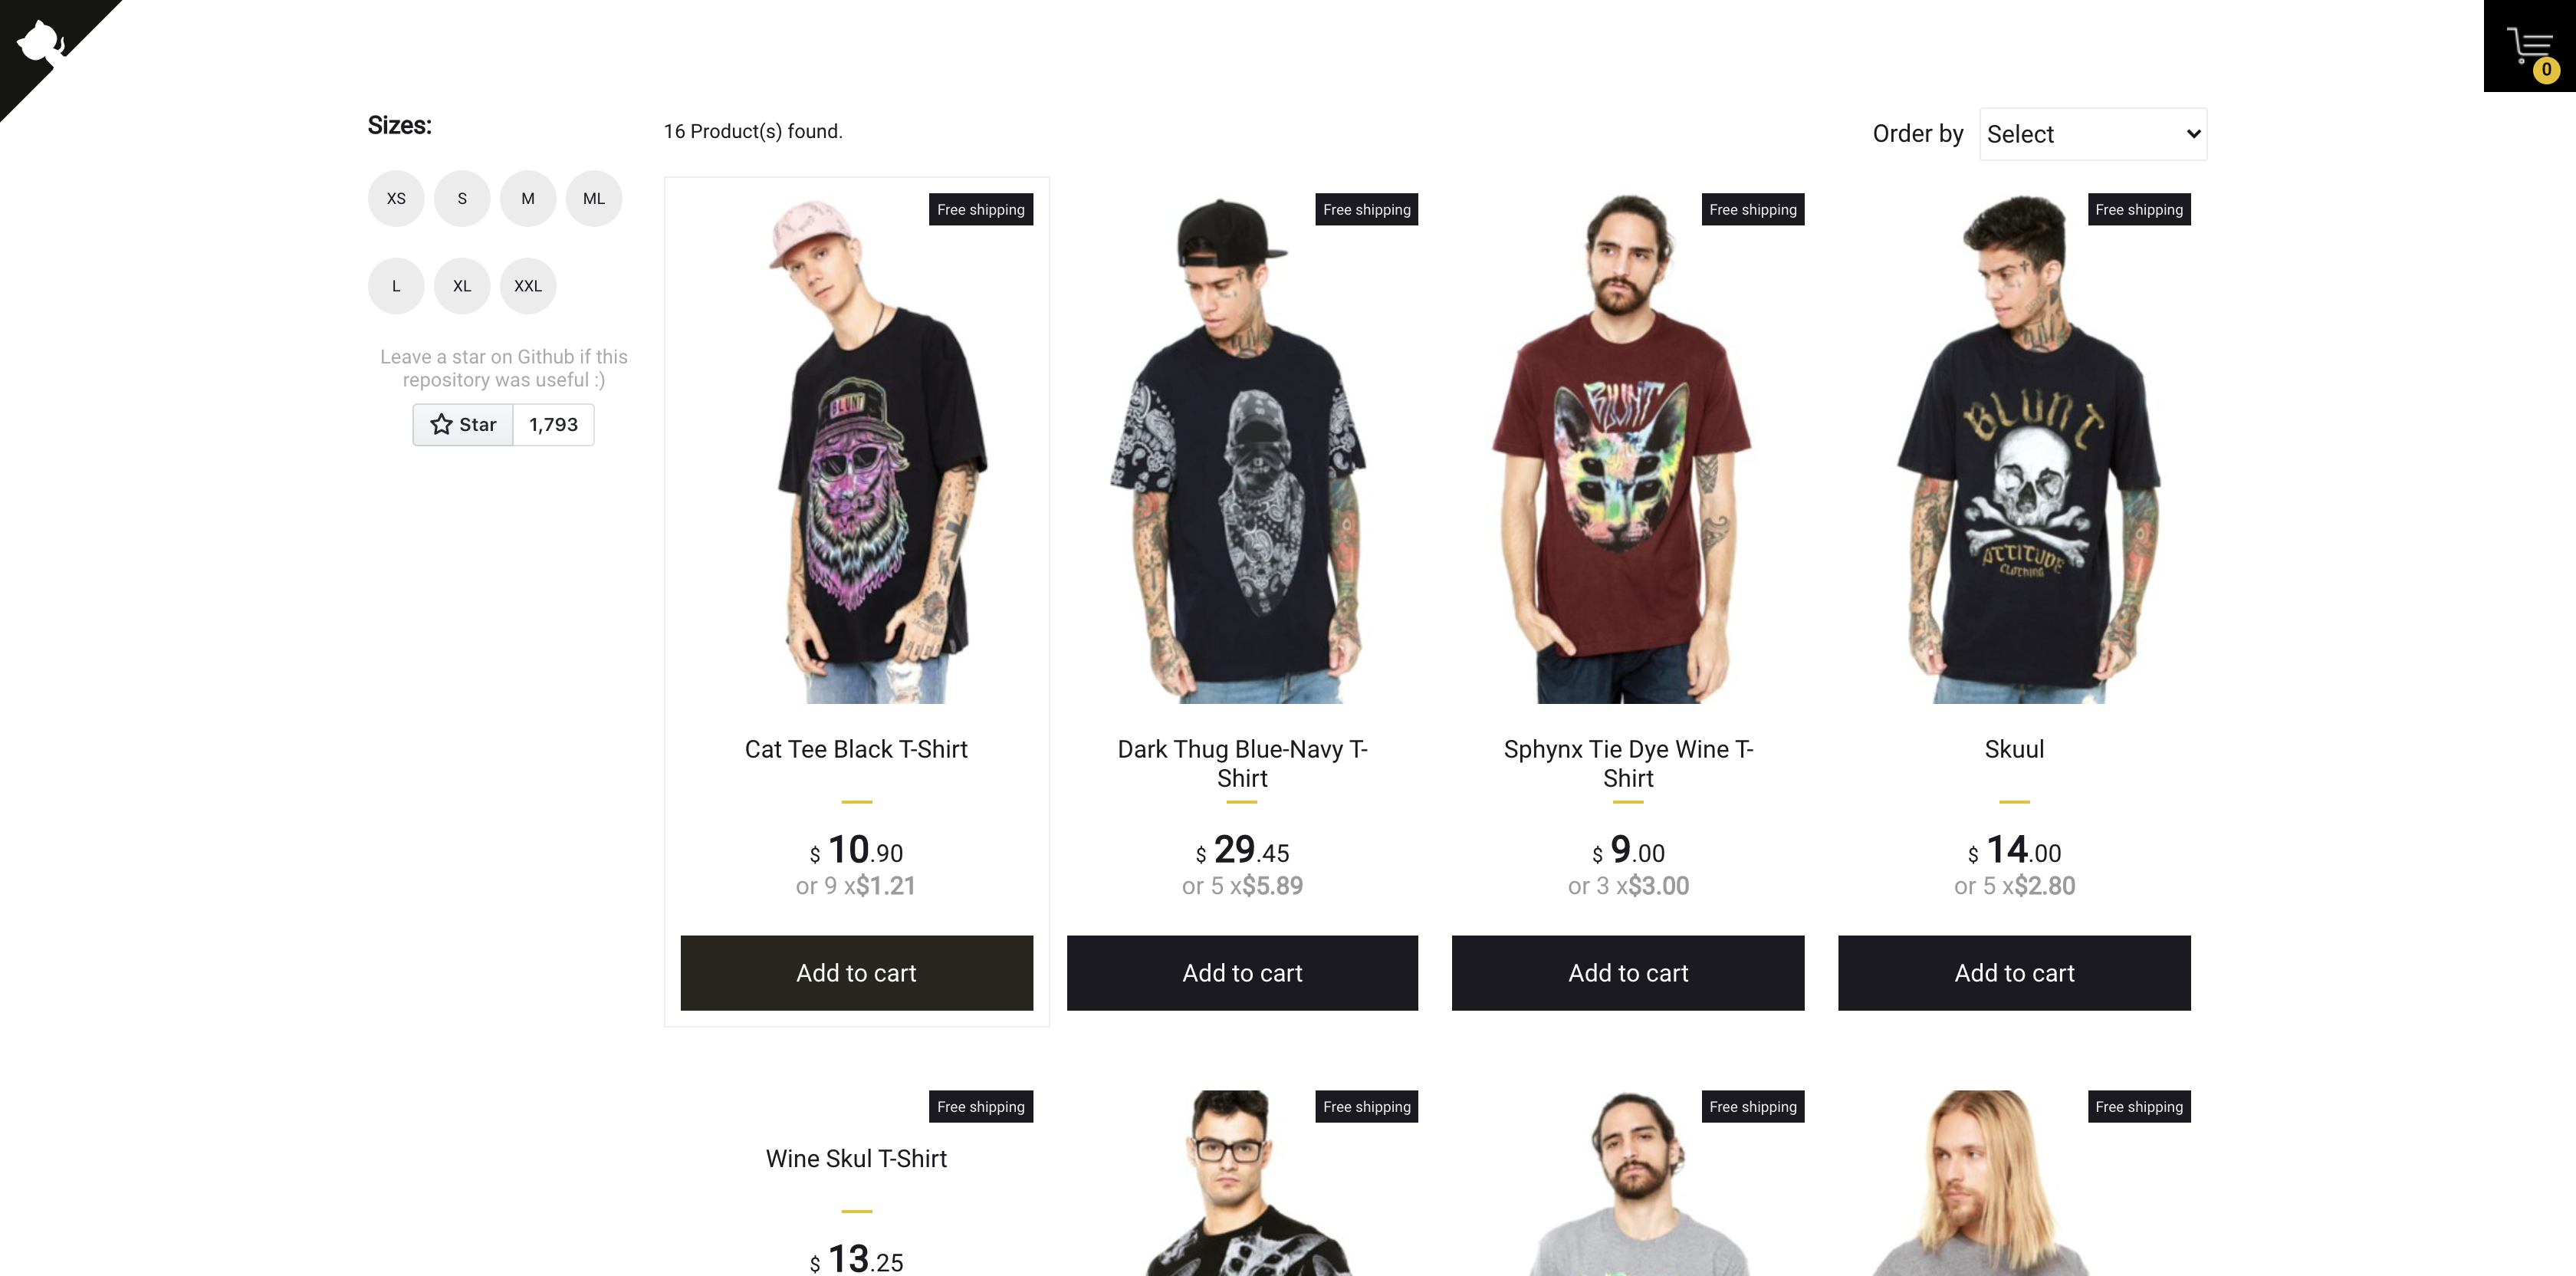 0
Sizes:
16 Product(s) found.
Order by
Select
XS
S
M
ML
L
XL
XXL
Leave a star on Github if this
repository was useful :)
Star
1,793
Free shipping
Free shipping
Free shipping
Free shipping
BLUNT
BLUNT
BLUNT
ATTITUDE
CLOTHING
Cat Tee Black T-Shirt
$ 10.90
or 9 x$1.21
Add to cart
Dark Thug Blue-Navy T-
Shirt
$ 29.45
or 5 x$5.89
Add to cart
Sphynx Tie Dye Wine T-
Shirt
$ 9.00
or 3 x$3.00
Add to cart
Skuul
$ 14.00
or 5 x$2.80
Add to cart
Free shipping
Wine Skul T-Shirt
$ 13.25
Free shipping
Free shipping
Free shipping